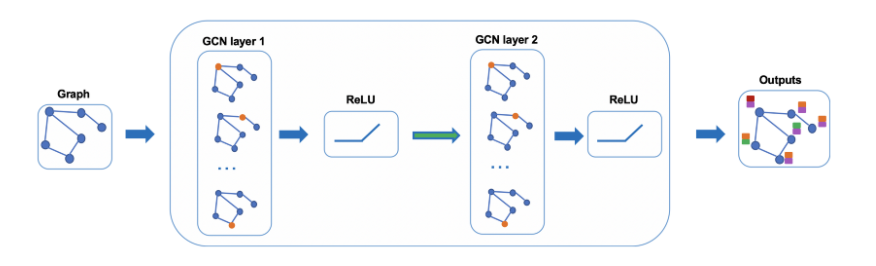 GCN layer 1
GCN layer 2
Graph
ReLU
ReLU
Outputs
...
...